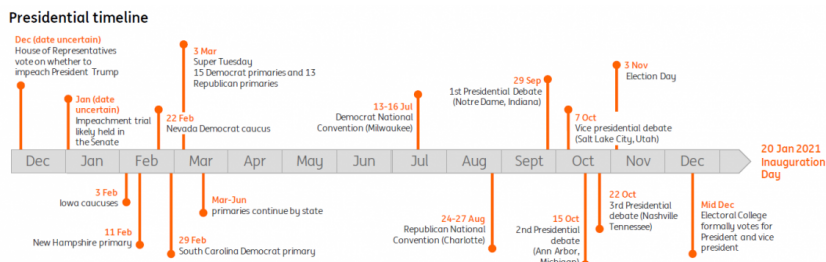 Presidential timeline
Dec (date uncertain)
House of Representatives
vote on whether to
impeach President Trump
Jan (date
uncertain)
Impeachment trial
likely held in
the Senate
22 Feb
Nevada Democrat caucus
3 Mar
Super Tuesday
15 Democrat primaries and 13
Republican primaries
13-16 Jul
Democrat National
Convention (Milwaukee)
29 Sep
1st Presidential Debate
(Notre Dame, Indiana)
7 Oct
Vice presidential debate
(Salt Lake City, Utah)
3 Nov
Election Day
Dec Jan Feb Mar Apr May Jun Jul Aug Sept Oct Nov Dec
20 Jan 2021
Inauguration
Day
3 Feb
Iowa caucuses
11 Feb
New Hampshire primary
29 Feb
South Carolina Democrat primary
Mar-Jun
primaries continue by state
24-27 Aug
Republican National
Convention (Charlotte)
15 Oct
2nd Presidential
debate
(Ann Arbor,
Michigan)
22 Oct
3rd Presidential
debate (Nashville
Tennessee)
Mid Dec
Electoral College
formally votes for
President and vice
president